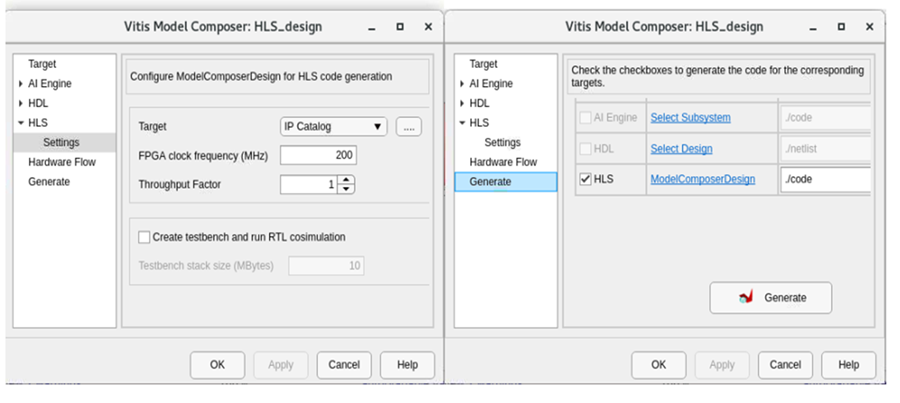 Vitis Model Composer: HLS_design
Target
AI Engine
HDL
HLS
Settings
Hardware Flow
Generate
Configure ModelComposerDesign for HLS code generation
Target IP Catalog ....
FPGA clock frequency (MHz) 200
Throughput Factor 1
Create testbench and run RTL cosimulation
Testbench stack size (MBytes) 10
OK Apply Cancel Help
Vitis Model Composer: HLS_design
Target
AI Engine
HDL
HLS
Settings
Hardware Flow
Generate
Check the checkboxes to generate the code for the corresponding
targets.
AI Engine Select Subsystem ./code
HDL Select Design ./netlist
HLS ModelComposerDesign ./code
Generate
OK Apply Cancel Help